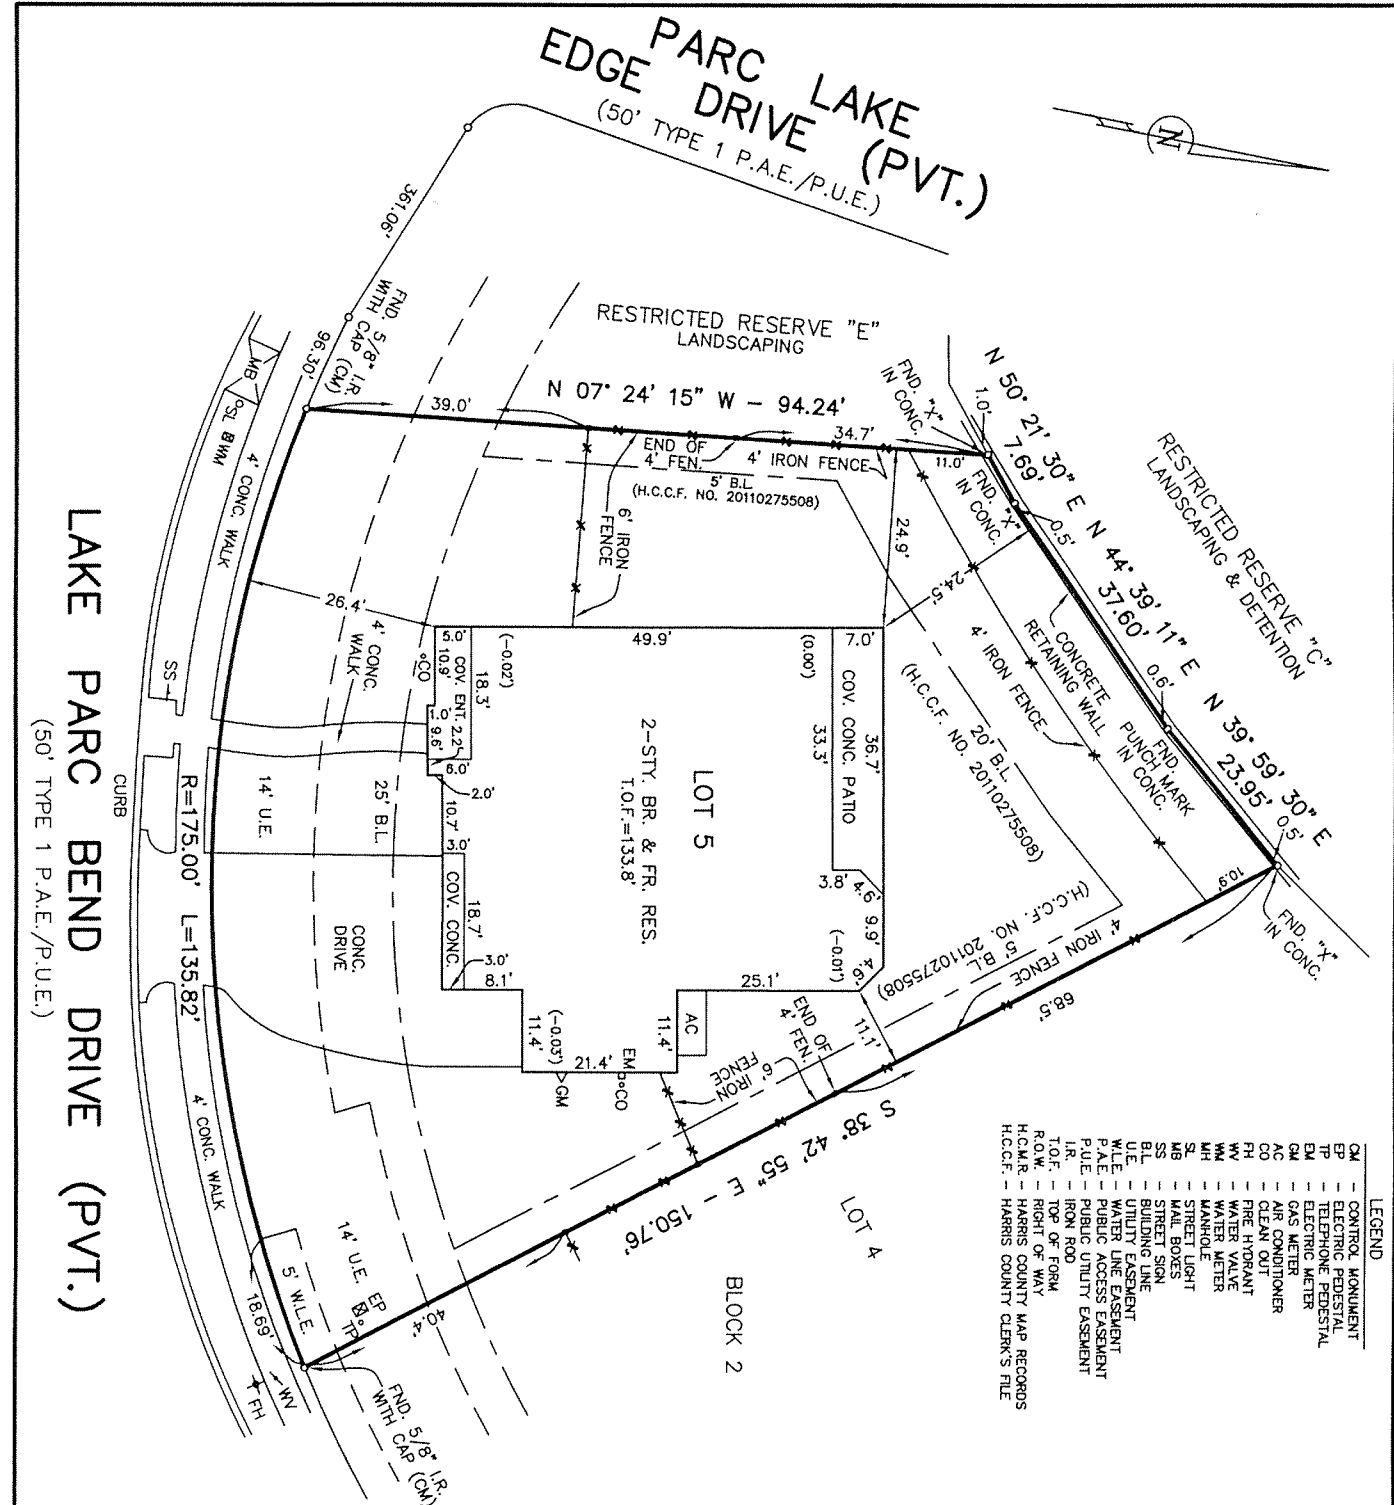 PARC LAKE
EDGE DRIVE (PVT.)
(50' TYPE 1 P.A.E./P.U.E.)
N
361.06'
FND. 5/8" I.R.
WITH CAP (CM)
96.30'
RESTRICTED RESERVE "E"
LANDSCAPING
N 07° 24' 15" W – 94.24'
39.0'
34.7'
11.0'
END OF
4' FEN.
4' IRON FENCE
5' B.L.
(H.C.C.F. NO. 20110275508)
6' IRON
FENCE
FND. "X"
IN CONC.
1.0'
N 50° 21' 30" E
7.69'
FND. "X"
IN CONC.
0.5'
N 44° 39' 11" E
37.60'
RESTRICTED RESERVE "C"
LANDSCAPING & DETENTION
CONCRETE
RETAINING WALL
0.6'
N 39° 59' 30" E
23.95'
0.5'
FND.
PUNCH MARK
IN CONC.
FND. "X"
IN CONC.
10.9'
24.9'
24.5'
4' IRON FENCE
20' B.L.
(H.C.C.F. NO. 20110275508)
MB
SL
WM
4' CONC. WALK
26.4'
4' CONC.
WALK
SS
CO
5.0'
10.9'
COV. ENT.
18.3'
(-0.02')
1.0'
9.6'
2.2'
6.0'
2.0'
10.7'
3.0'
49.9'
(0.00')
7.0'
COV. CONC. PATIO
36.7'
33.3'
3.8'
4.6'
9.9'
(-0.01')
4.6'
LOT 5
2–STY. BR. & FR. RES.
T.O.F.=133.8'
COV. CONC.
18.7'
3.0'
8.1'
11.4'
(-0.03')
21.4'
11.4'
AC
25.1'
EM
CO
GM
END OF
4' FEN.
6' IRON
FENCE
11.1'
4' IRON FENCE
5' B.L.
(H.C.C.F. NO. 20110275508)
68.5'
S 38° 42' 55" E – 150.76'
40.4'
LOT 4
BLOCK 2
14' U.E.
25' B.L.
CONC.
DRIVE
R=175.00' L=135.82'
CURB
4' CONC. WALK
14' U.E.
EP
TP
5' W.L.E.
18.69'
WV
FH
FND. 5/8" I.R.
WITH CAP (CM)
LAKE PARC BEND DRIVE (PVT.)
(50' TYPE 1 P.A.E./P.U.E.)
LEGEND
CM – CONTROL MONUMENT
EP – ELECTRIC PEDESTAL
TP – TELEPHONE PEDESTAL
EM – ELECTRIC METER
GM – GAS METER
AC – AIR CONDITIONER
CO – CLEAN OUT
FH – FIRE HYDRANT
WV – WATER VALVE
WM – WATER METER
MH – MANHOLE
SL – STREET LIGHT
MB – MAIL BOXES
SS – STREET SIGN
B.L. – BUILDING LINE
U.E. – UTILITY EASEMENT
W.L.E. – WATER LINE EASEMENT
P.A.E. – PUBLIC ACCESS EASEMENT
P.U.E. – PUBLIC UTILITY EASEMENT
I.R. – IRON ROD
T.O.F. – TOP OF FORM
R.O.W. – RIGHT OF WAY
H.C.M.R. – HARRIS COUNTY MAP RECORDS
H.C.C.F. – HARRIS COUNTY CLERK'S FILE